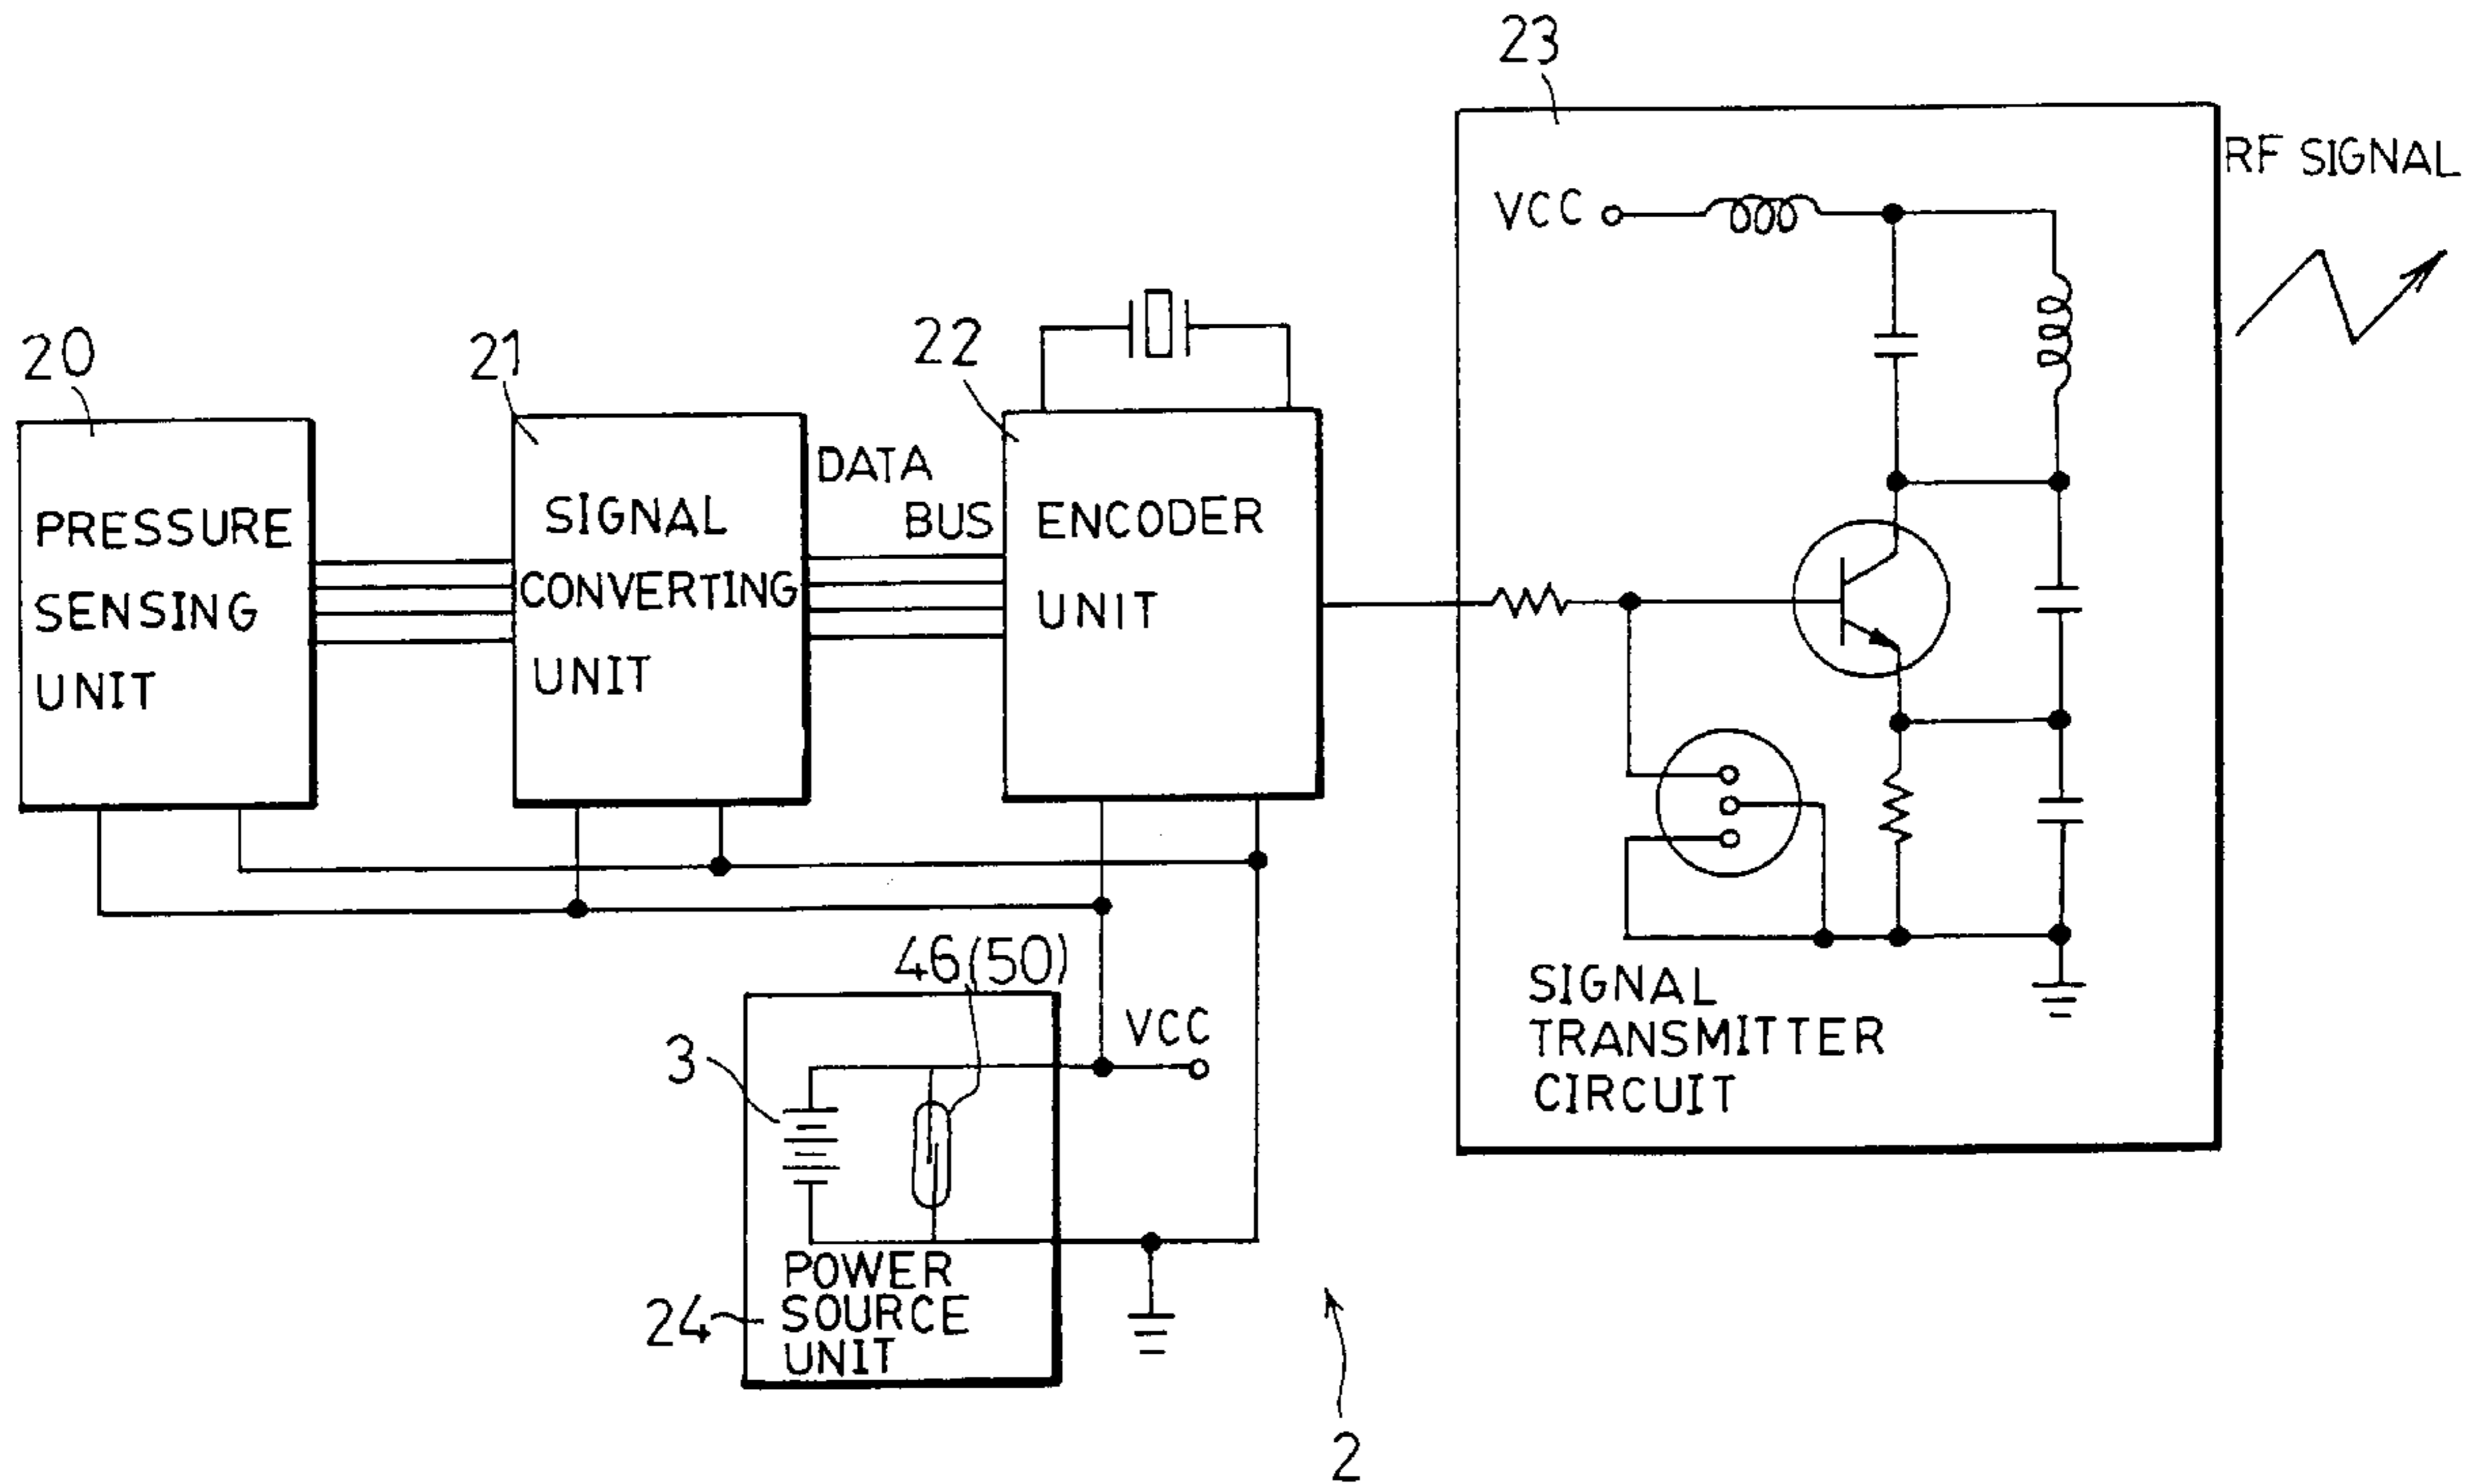 23
RF SIGNAL
VCC
20
21
22
PRESSURE
SENSING
UNIT
SIGNAL
CONVERTING
UNIT
DATA
BUS
ENCODER
UNIT
46(50)
3
VCC
POWER
SOURCE
UNIT
24
SIGNAL
TRANSMITTER
CIRCUIT
2